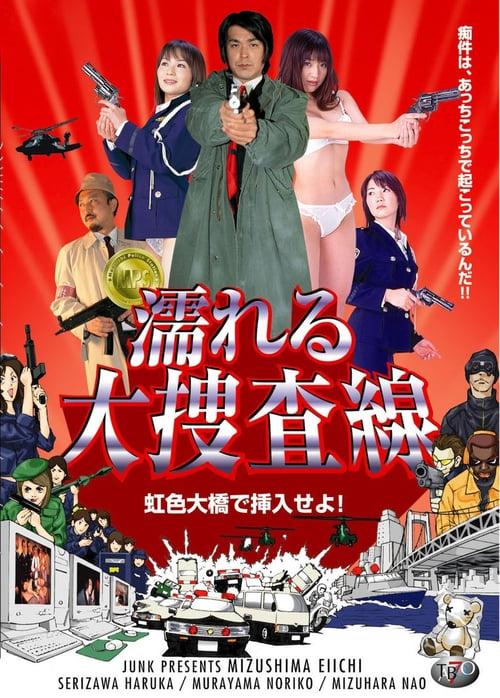 痴件は、あっちこっちで起こっているんだ!!
MPS
濡れる
大捜査線
虹色大橋で挿入せよ!
JUNK PRESENTS MIZUSHIMA EIICHI
SERIZAWA HARUKA / MURAYAMA NORIKO / MIZUHARA NAO